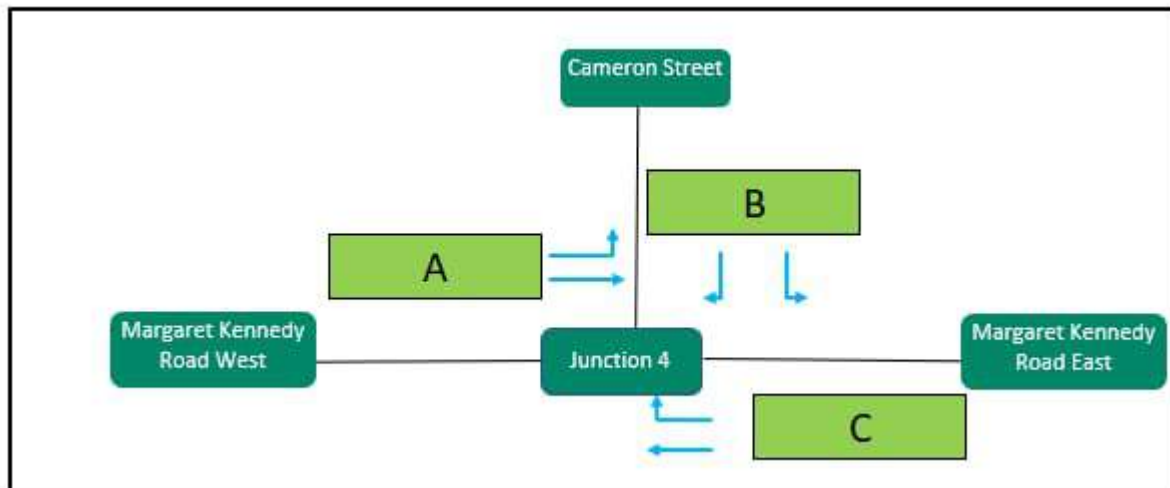 Cameron Street
B
A
Margaret Kennedy
Road West
Junction 4
Margaret Kennedy
Road East
C